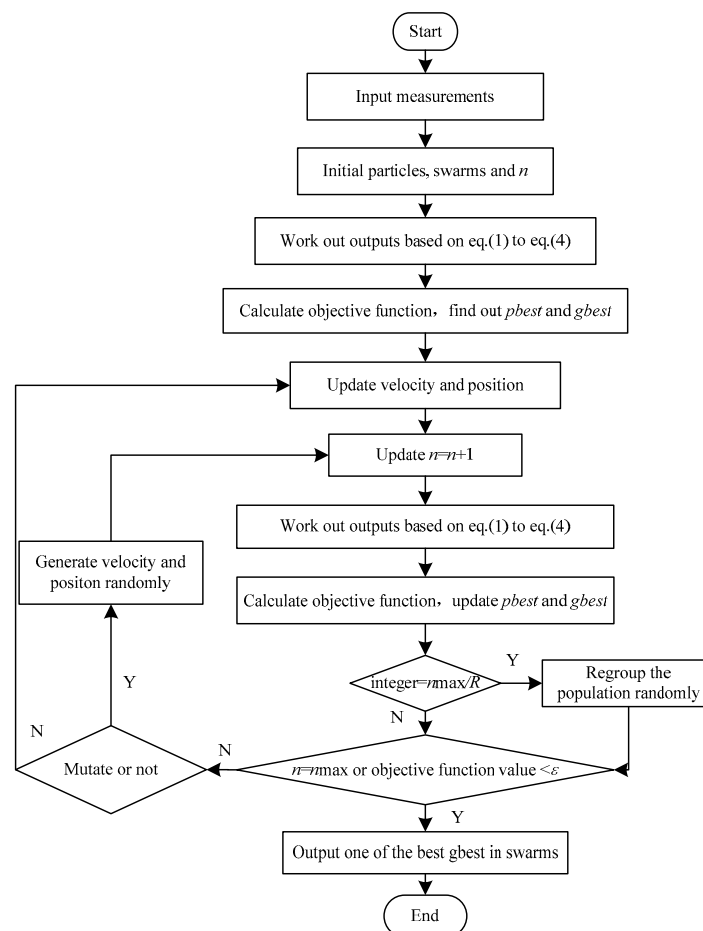 Start
Input measurements
Initial particles, swarms and n
Work out outputs based on eq.(1) to eq.(4)
Calculate objective function，find out pbest and gbest
Update velocity and position
Update n=n+1
Work out outputs based on eq.(1) to eq.(4)
Generate velocity and
positon randomly
Calculate objective function，update pbest and gbest
integer=nmax/R
Y
Regroup the
population randomly
N
Y
N
Mutate or not
N
n=nmax or objective function value <ε
Y
Output one of the best gbest in swarms
End